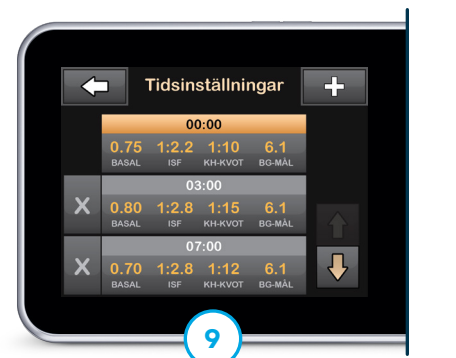 Tidsinställningar
00:00
0.75 1:2.2 1:10 6.1
BASAL ISF KH-KVOT BG-MÅL
03:00
X 0.80 1:2.8 1:15 6.1
BASAL ISF KH-KVOT BG-MÅL
07:00
X 0.70 1:2.8 1:12 6.1
BASAL ISF KH-KVOT BG-MÅL
9